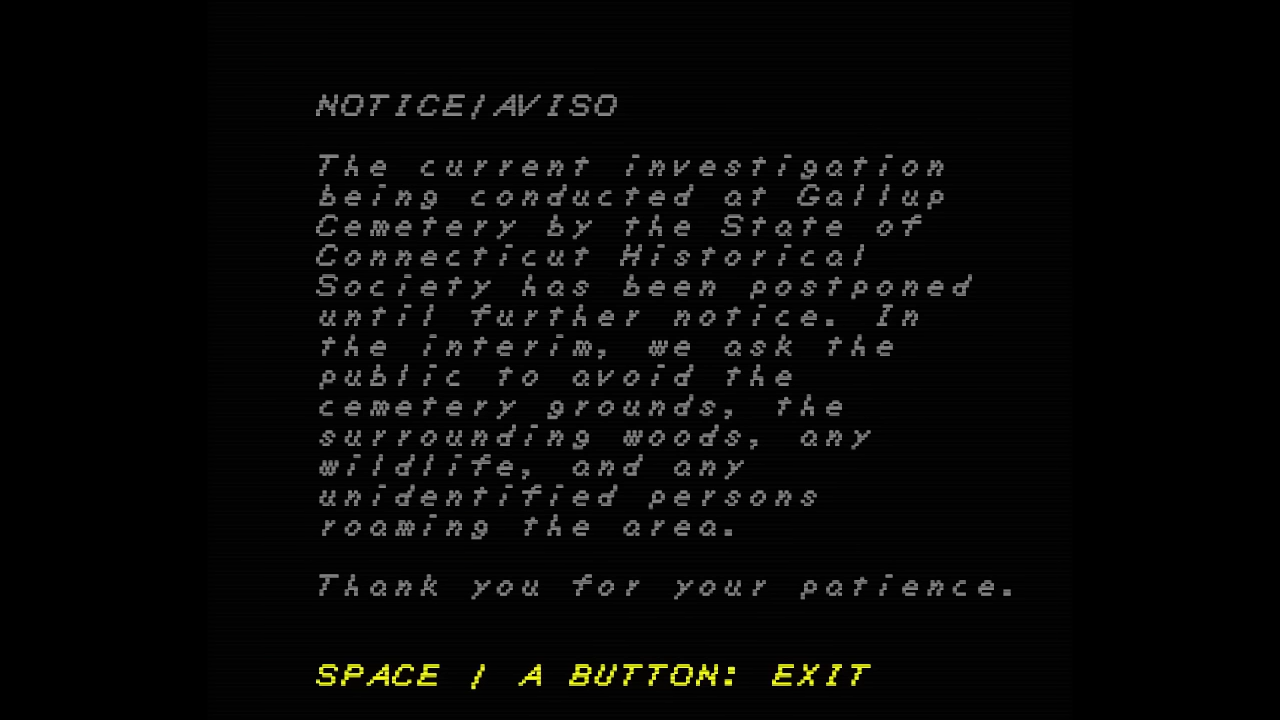 NOTICE/AVISO
The current investigation
being conducted at Gallup
Cemetery by the State of
Connecticut Historical
Society has been postponed
until further notice. In
the interim, we ask the
public to avoid the
cemetery grounds, the
surrounding woods, any
wildlife, and any
unidentified persons
roaming the area.
Thank you for your patience.
SPACE / A BUTTON: EXIT